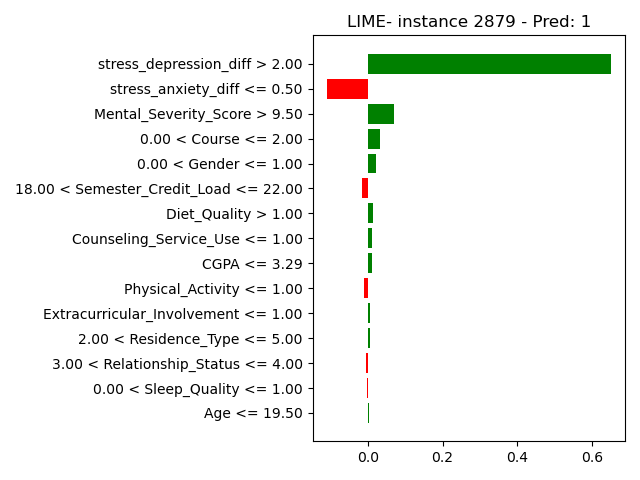 LIME- instance 2879 - Pred: 1
stress_depression_diff > 2.00
stress_anxiety_diff <= 0.50
Mental_Severity_Score > 9.50
0.00 < Course <= 2.00
0.00 < Gender <= 1.00
18.00 < Semester_Credit_Load <= 22.00
Diet_Quality > 1.00
Counseling_Service_Use <= 1.00
CGPA <= 3.29
Physical_Activity <= 1.00
Extracurricular_Involvement <= 1.00
2.00 < Residence_Type <= 5.00
3.00 < Relationship_Status <= 4.00
0.00 < Sleep_Quality <= 1.00
Age <= 19.50
0.0 0.2 0.4 0.6